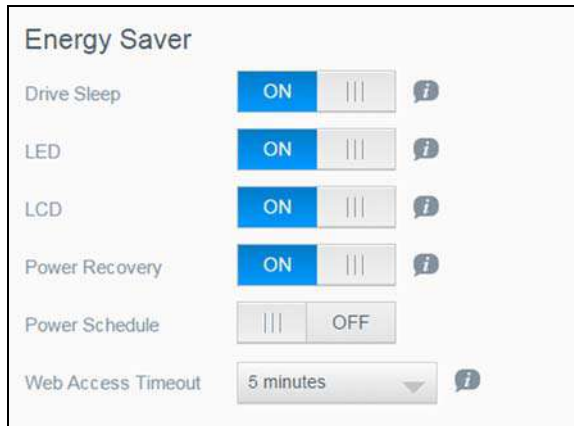 Energy Saver
Drive Sleep ON
LED ON
LCD ON
Power Recovery ON
Power Schedule OFF
Web Access Timeout 5 minutes